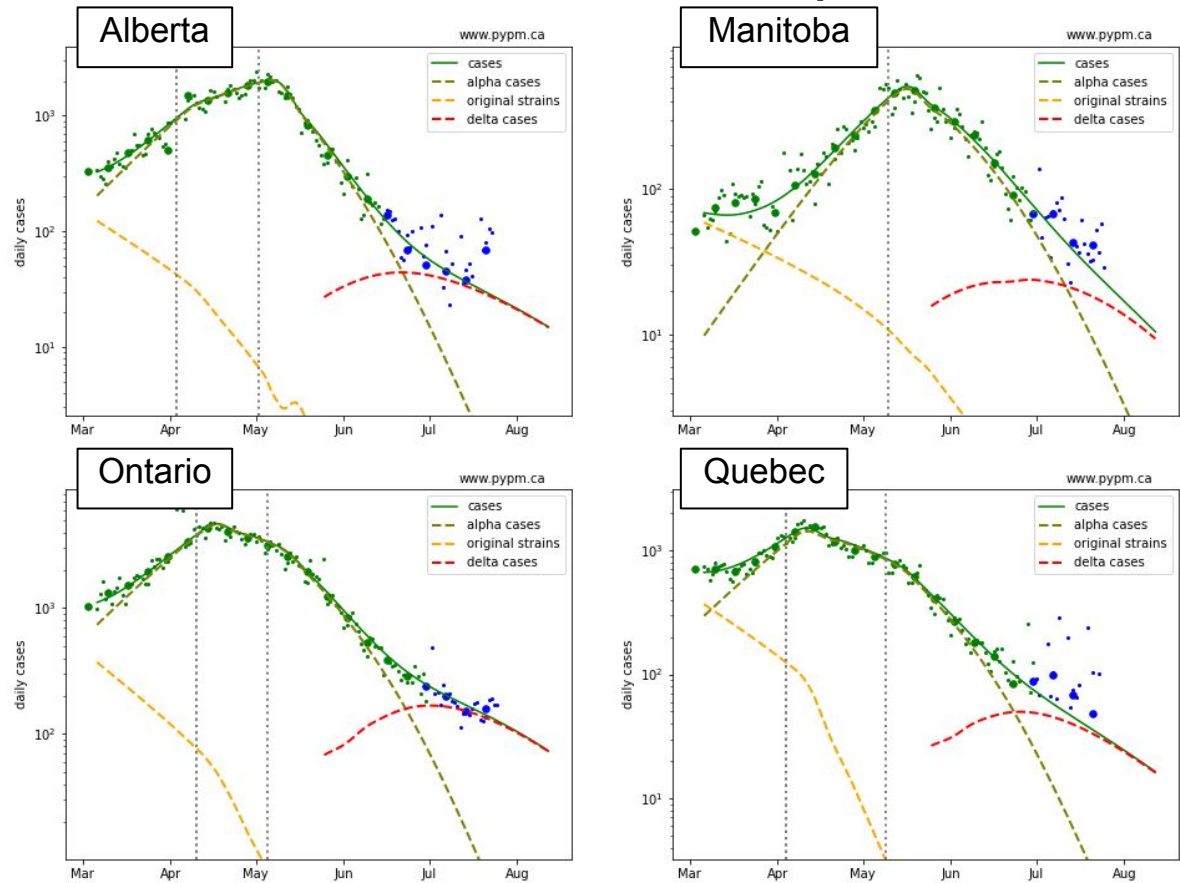 Alberta
www.pypm.ca
cases
alpha cases
original strains
delta cases
daily cases
10³
10²
10¹
Mar Apr May Jun Jul Aug
Manitoba
www.pypm.ca
cases
alpha cases
original strains
delta cases
daily cases
10²
10¹
Mar Apr May Jun Jul Aug
Ontario
www.pypm.ca
cases
alpha cases
original strains
delta cases
daily cases
10³
10²
Mar Apr May Jun Jul Aug
Quebec
www.pypm.ca
cases
alpha cases
original strains
delta cases
daily cases
10³
10²
10¹
Mar Apr May Jun Jul Aug